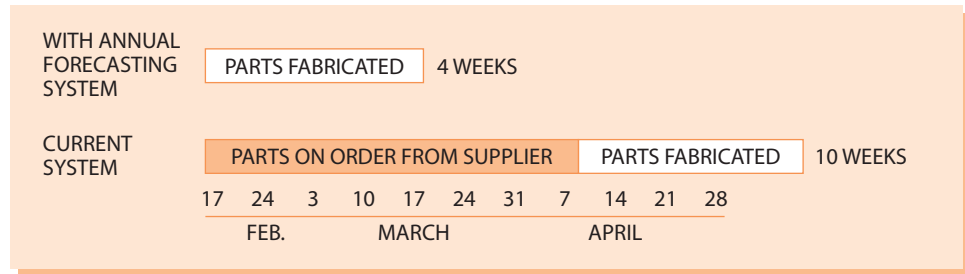 WITH ANNUAL
FORECASTING
SYSTEM
PARTS FABRICATED
4 WEEKS
CURRENT
SYSTEM
PARTS ON ORDER FROM SUPPLIER
PARTS FABRICATED
10 WEEKS
17 24 3 10 17 24 31 7 14 21 28
FEB. MARCH APRIL